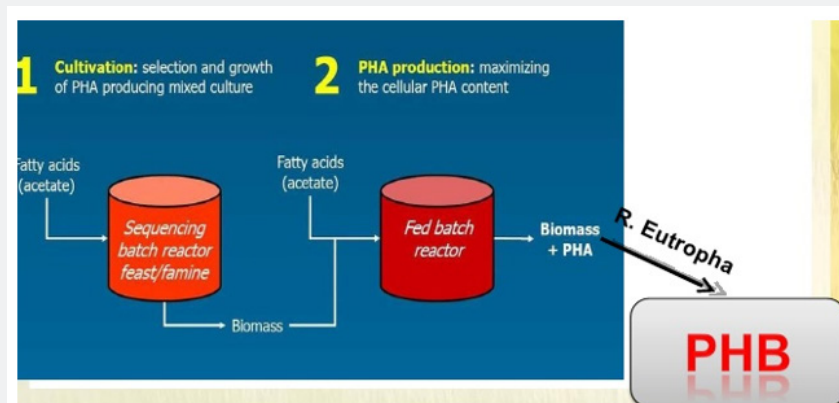 1 Cultivation: selection and growth
of PHA producing mixed culture
2 PHA production: maximizing
the cellular PHA content
Fatty acids
(acetate)
Sequencing
batch reactor
feast/famine
Biomass
Fatty acids
(acetate)
Fed batch
reactor
Biomass
+ PHA
R. Eutropha
PHB